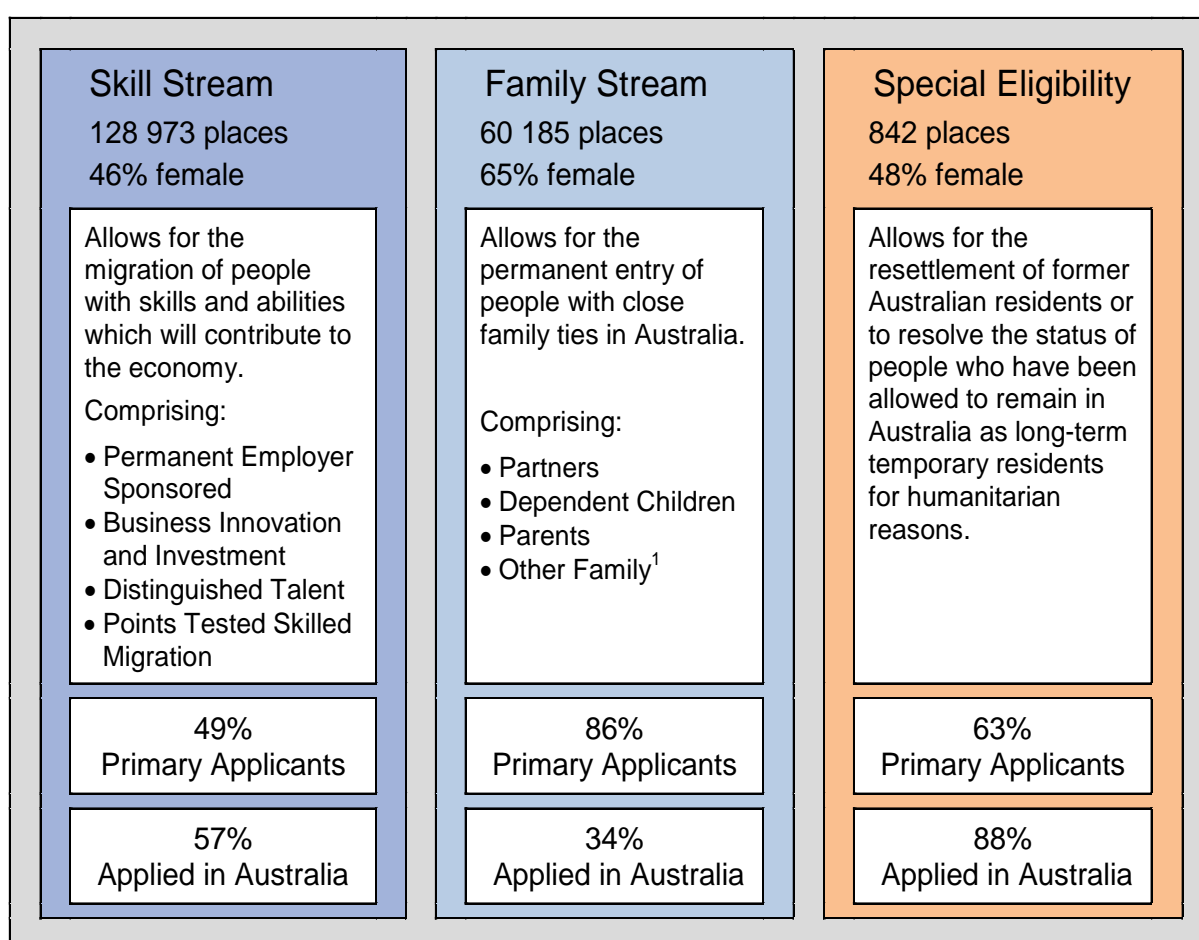 Skill Stream
128 973 places
46% female
Allows for the
migration of people
with skills and abilities
which will contribute to
the economy.
Comprising:
• Permanent Employer
Sponsored
• Business Innovation
and Investment
• Distinguished Talent
• Points Tested Skilled
Migration
49%
Primary Applicants
57%
Applied in Australia
Family Stream
60 185 places
65% female
Allows for the
permanent entry of
people with close
family ties in Australia.
Comprising:
• Partners
• Dependent Children
• Parents
• Other Family¹
86%
Primary Applicants
34%
Applied in Australia
Special Eligibility
842 places
48% female
Allows for the
resettlement of former
Australian residents or
to resolve the status of
people who have been
allowed to remain in
Australia as long-term
temporary residents
for humanitarian
reasons.
63%
Primary Applicants
88%
Applied in Australia